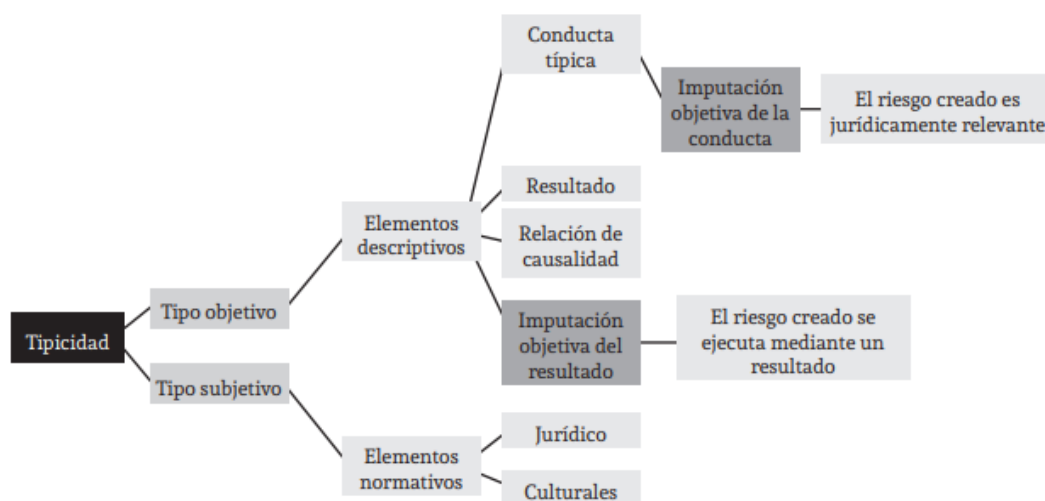 Conducta
típica
Imputación
objetiva de la
conducta
El riesgo creado es
jurídicamente relevante
Resultado
Elementos
descriptivos
Relación de
causalidad
Tipo objetivo
Tipicidad
Imputación
objetiva del
resultado
El riesgo creado se
ejecuta mediante un
resultado
Tipo subjetivo
Jurídico
Elementos
normativos
Culturales